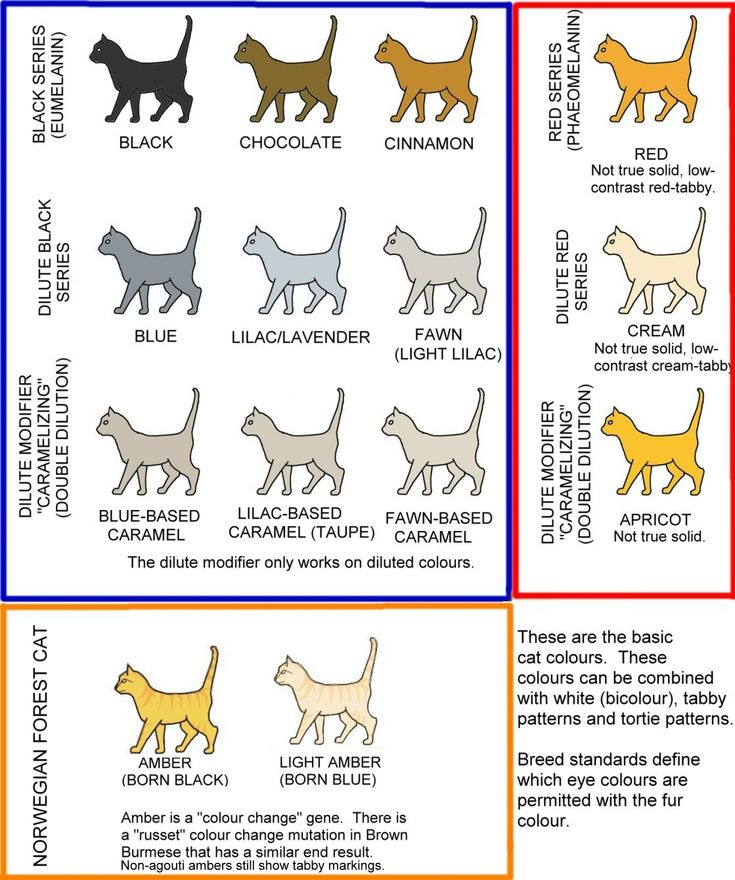 BLACK SERIES
(EUMELANIN)
BLACK
CHOCOLATE
CINNAMON
DILUTE BLACK
SERIES
BLUE
LILAC/LAVENDER
FAWN
(LIGHT LILAC)
DILUTE MODIFIER
"CARAMELIZING"
(DOUBLE DILUTION)
BLUE-BASED
CARAMEL
LILAC-BASED
CARAMEL (TAUPE)
FAWN-BASED
CARAMEL
The dilute modifier only works on diluted colours.
RED SERIES
(PHAEOMELANIN)
RED
Not true solid, low-
contrast red-tabby.
DILUTE RED
SERIES
CREAM
Not true solid, low-
contrast cream-tabby
DILUTE MODIFIER
"CARAMELIZING"
(DOUBLE DILUTION)
APRICOT
Not true solid.
NORWEGIAN FOREST CAT
AMBER
(BORN BLACK)
LIGHT AMBER
(BORN BLUE)
Amber is a "colour change" gene.  There is
a "russet" colour change mutation in Brown
Burmese that has a similar end result.
Non-agouti ambers still show tabby markings.
These are the basic
cat colours.  These
colours can be combined
with white (bicolour), tabby
patterns and tortie patterns.
Breed standards define
which eye colours are
permitted with the fur
colour.